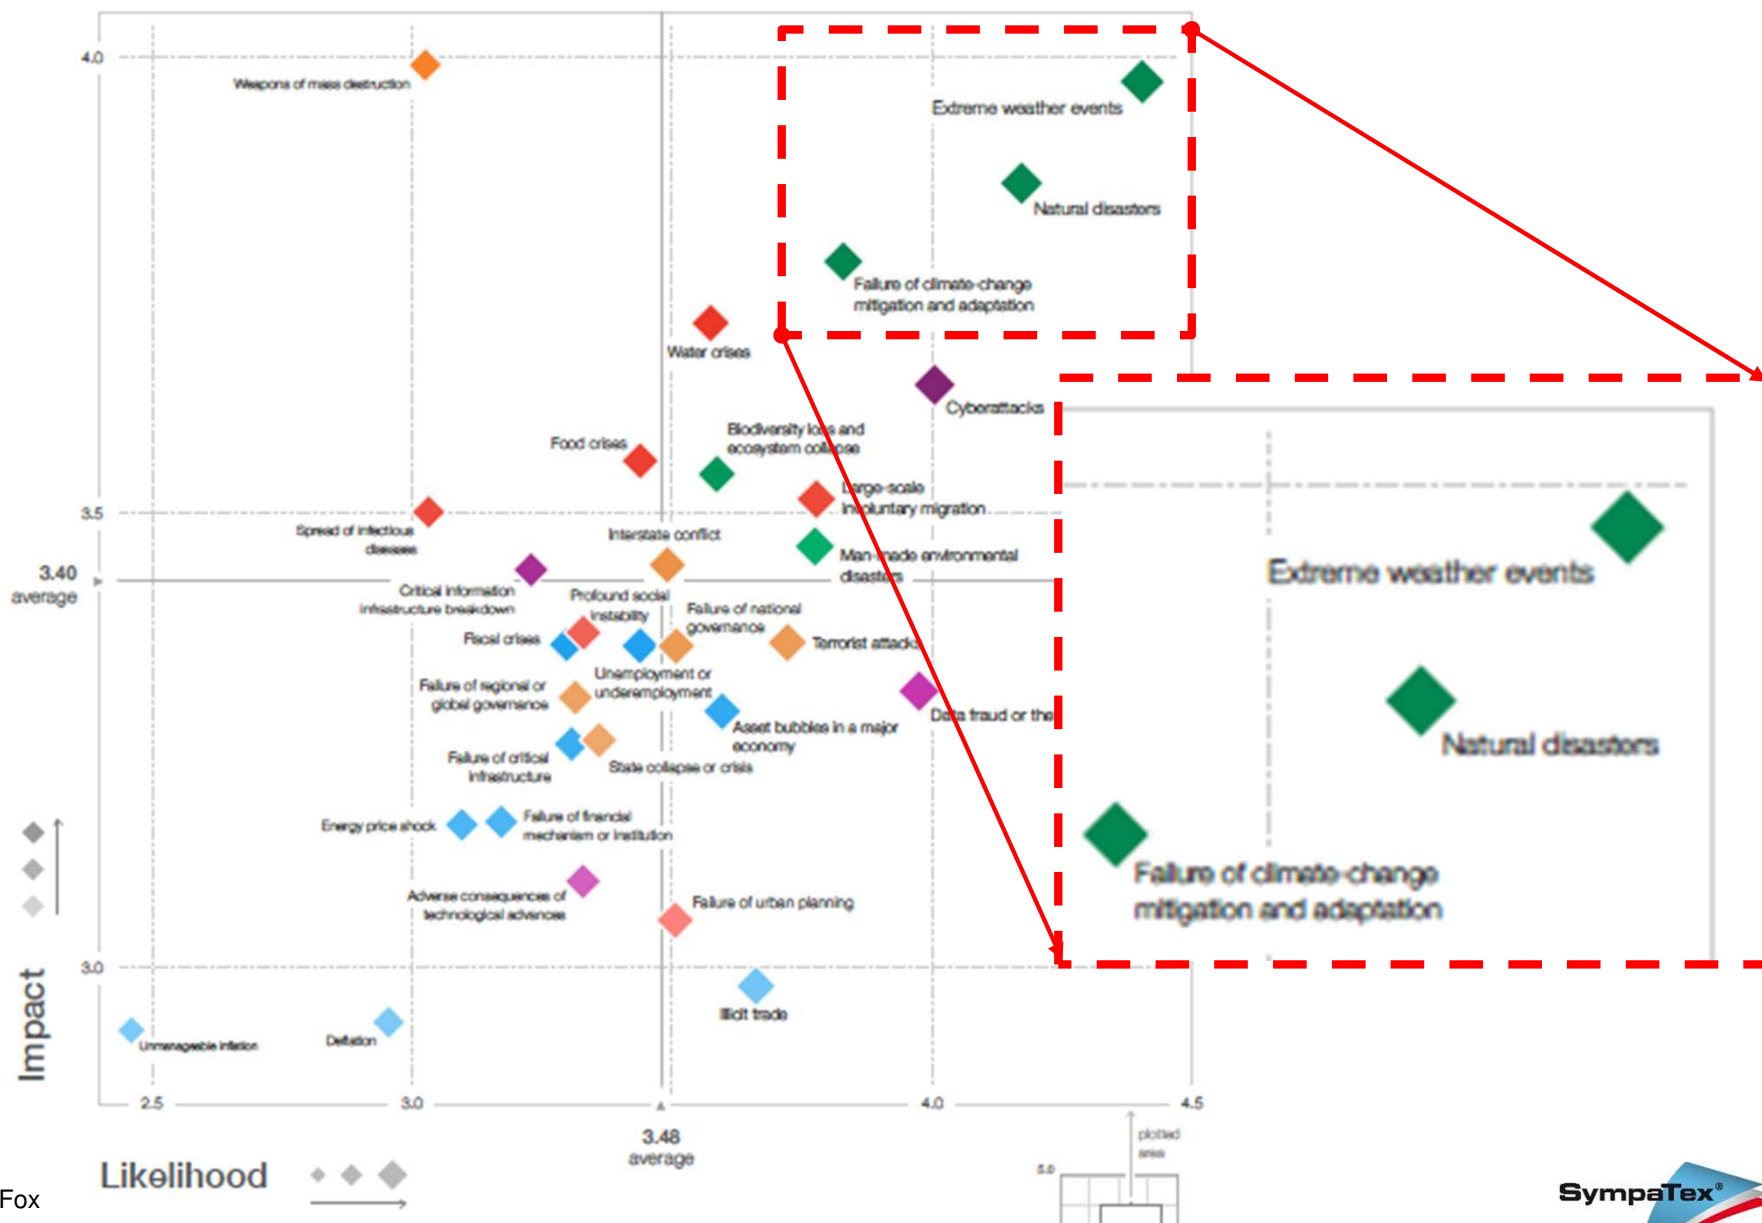 4.0
Weapons of mass destruction
Extreme weather events
Natural disasters
Failure of climate-change
mitigation and adaptation
Water crises
Cyberattacks
Biodiversity loss and
ecosystem collapse
Food crises
Large-scale
involuntary migration
3.5
Spread of infectious
diseases
Interstate conflict
Man-made environmental
disasters
3.40
average
Critical information
infrastructure breakdown
Profound social
instability
Failure of national
governance
Fiscal crises
Terrorist attacks
Unemployment or
underemployment
Failure of regional or
global governance
Data fraud or the
Asset bubbles in a major
economy
Failure of critical
infrastructure
State collapse or crisis
Energy price shock
Failure of financial
mechanism or institution
Adverse consequences of
technological advances
Failure of urban planning
3.0
Illicit trade
Unmanageable inflation
Deflation
Impact
2.5
3.0
4.0
4.5
3.48
average
plotted
area
5.0
Likelihood
Extreme weather events
Natural disasters
Failure of climate-change
mitigation and adaptation
Fox
SympaTex®